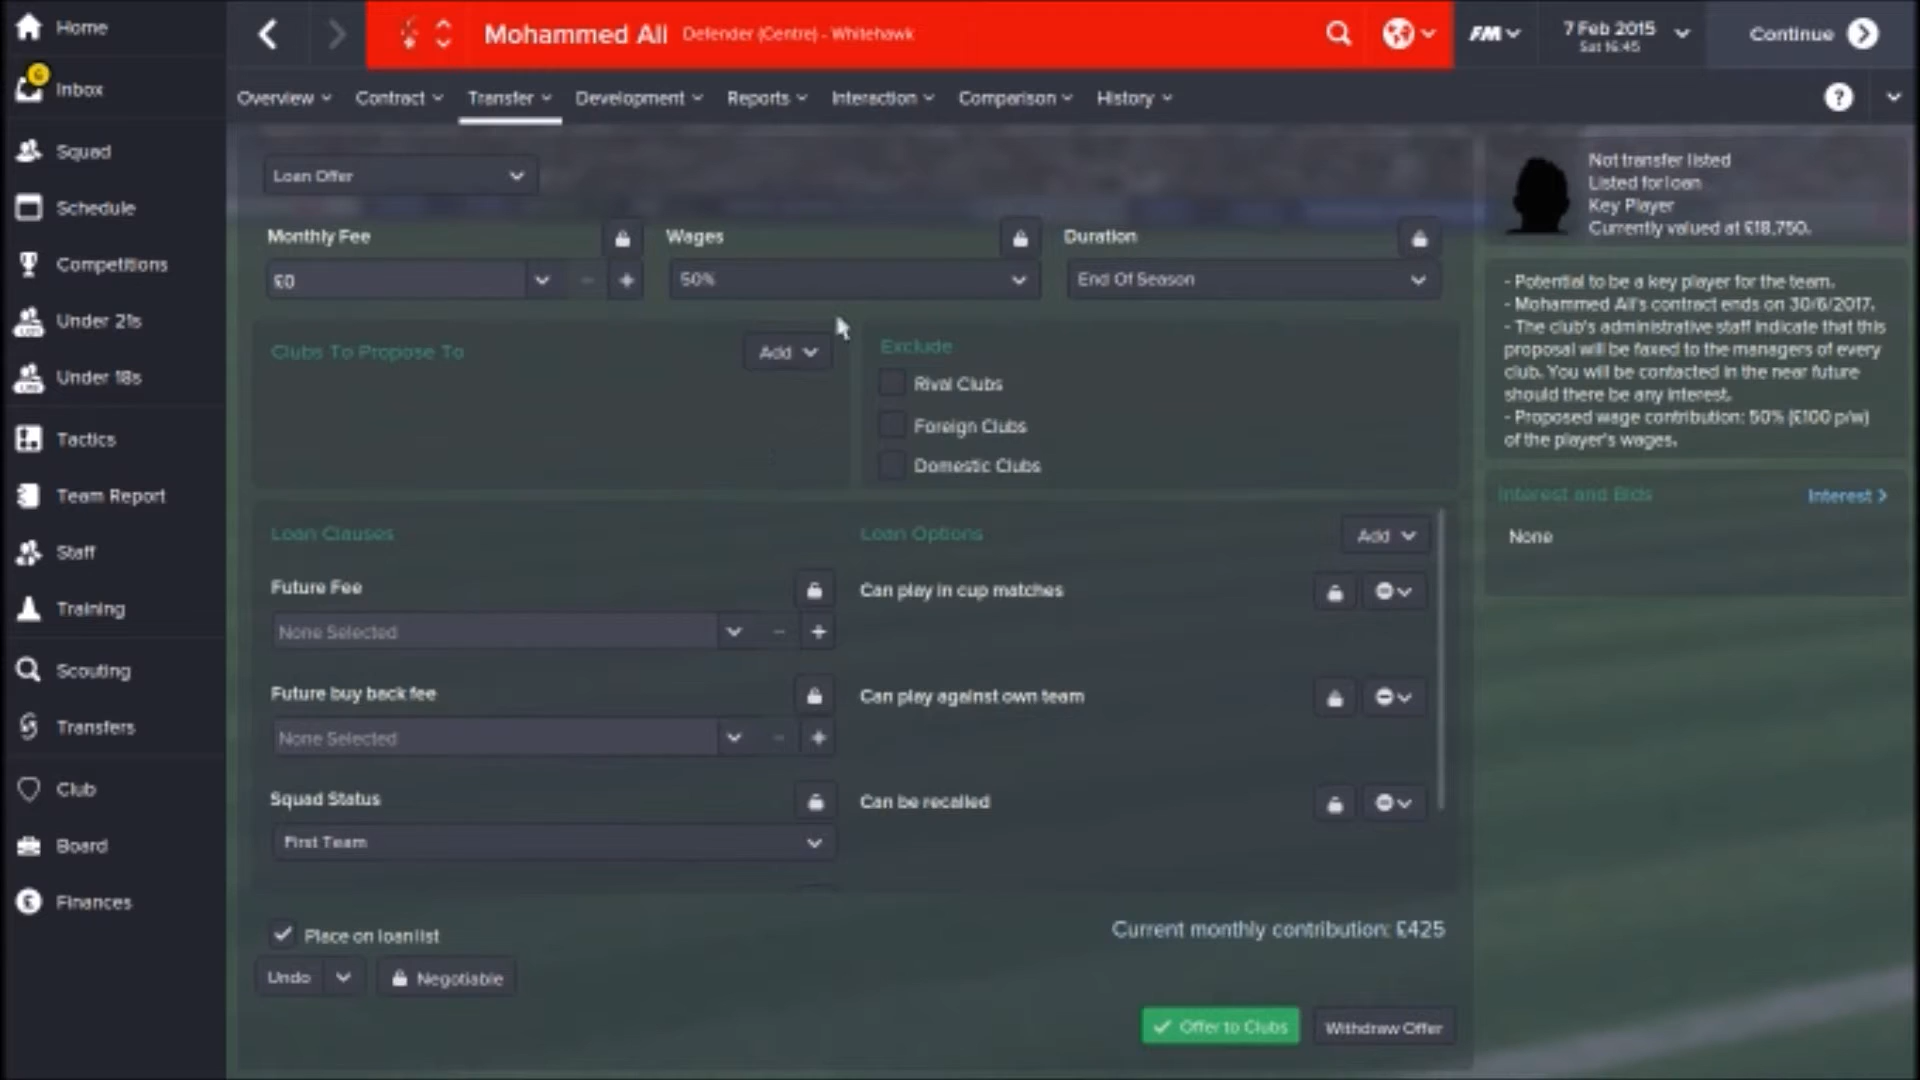 Home
Inbox
6
Squad
Schedule
Competitions
Under 21s
Under 18s
Tactics
Team Report
Staff
Training
Scouting
Transfers
Club
Board
Finances
Mohammed Ali Defender (Centre) - Whitehawk
FM
7 Feb 2015
Sat 16:45
Continue
Overview Contract Transfer Development Reports Interaction Comparison History
?
Loan Offer
Monthly Fee
£0
Wages
50%
Duration
End Of Season
Clubs To Propose To
Add
Exclude
Rival Clubs
Foreign Clubs
Domestic Clubs
Loan Clauses
Future Fee
None Selected
Future buy back fee
None Selected
Squad Status
First Team
Loan Options
Add
Can play in cup matches
Can play against own team
Can be recalled
Place on loan list
Undo
Negotiable
Current monthly contribution: £425
Offer to Clubs
Withdraw Offer
Not transfer listed
Listed for loan
Key Player
Currently valued at £18,750.
- Potential to be a key player for the team.
- Mohammed Ali's contract ends on 30/6/2017.
- The club's administrative staff indicate that this
proposal will be faxed to the managers of every
club. You will be contacted in the near future
should there be any interest.
- Proposed wage contribution: 50% (£100 p/w)
of the player's wages.
Interest and Bids
Interest >
None